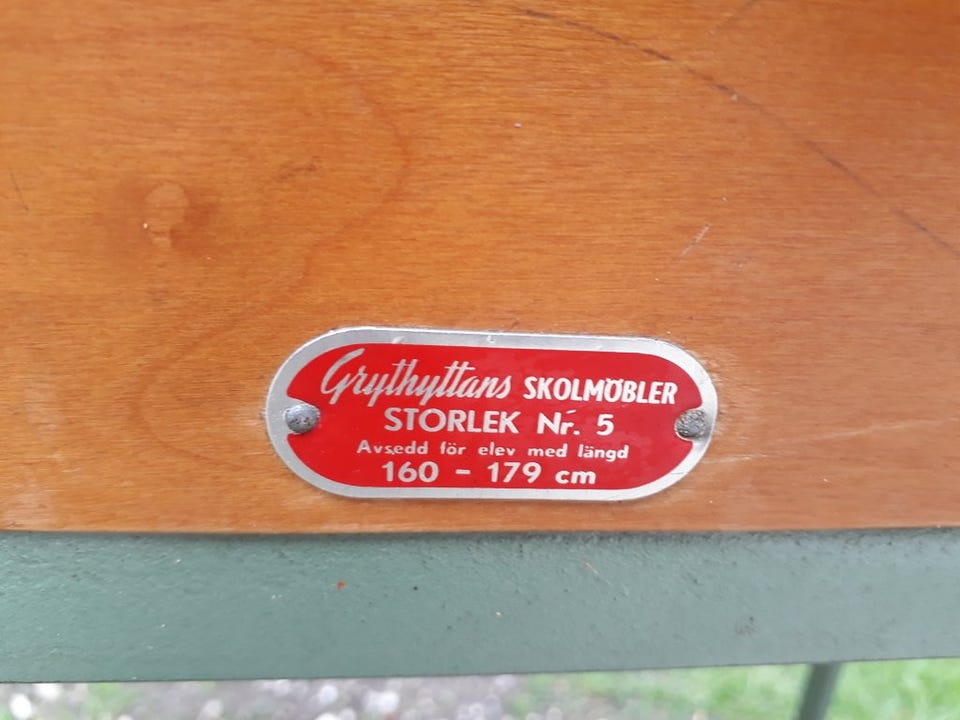 Grythyttans SKOLMÖBLER
STORLEK Nr. 5
Avsedd för elev med längd
160 - 179 cm